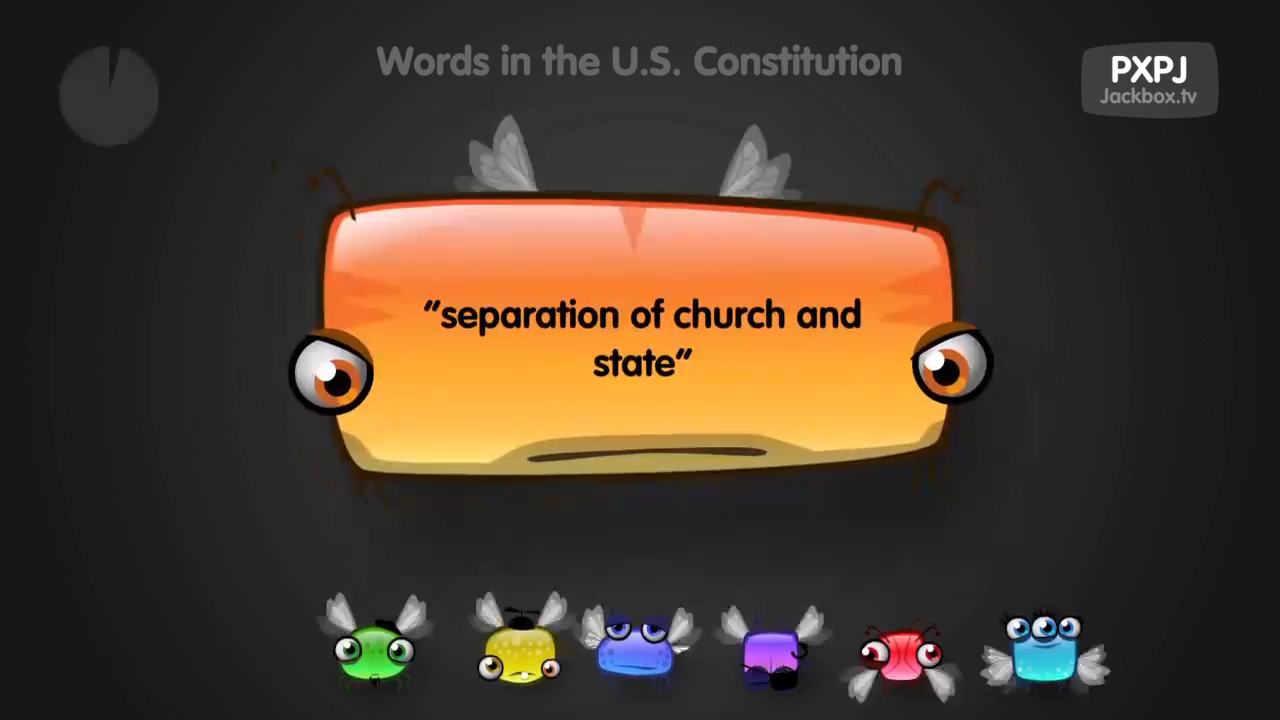 Words in the U.S. Constitution
PXPJ
Jackbox.tv
"separation of church and
state"